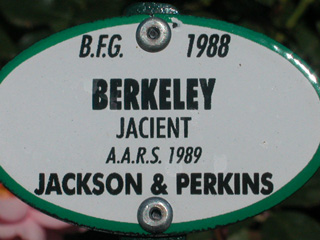 B.F.G. 1988
BERKELEY
JACIENT
A.A.R.S. 1989
JACKSON & PERKINS